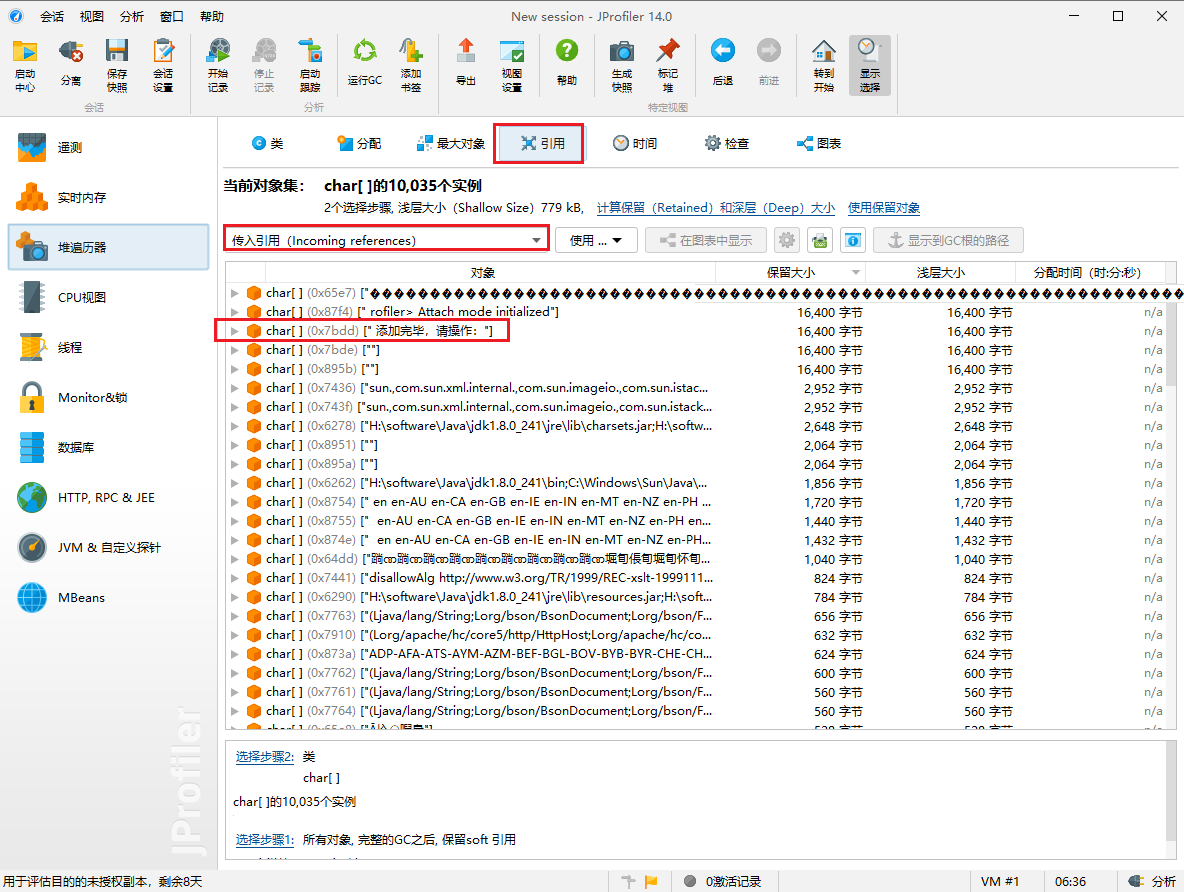 会话 视图 分析 窗口 帮助 New session - JProfiler 14.0
启动中心 分离 保存快照 会话设置 开始记录 停止记录 启动跟踪 运行GC 添加书签 导出 视图设置 帮助 生成快照 标记堆 后退 前进 转到开始 显示选择
会话 分析 特定视图
遥测
实时内存
堆遍历器
CPU视图
线程
Monitor&锁
数据库
HTTP, RPC & JEE
JVM & 自定义探针
MBeans
JProfiler
类 分配 最大对象 引用 时间 检查 图表
当前对象集： char[ ]的10,035个实例
2个选择步骤, 浅层大小（Shallow Size）779 kB, 计算保留（Retained）和深层（Deep）大小 使用保留对象
传入引用（Incoming references） 使用 ... 在图表中显示 显示到GC根的路径
对象 保留大小 浅层大小 分配时间（时:分:秒）
char[ ] (0x65e7) ["
char[ ] (0x87f4) [" rofiler> Attach mode initialized"] 16,400 字节 16,400 字节 n/a
char[ ] (0x7bdd) [" 添加完毕，请操作："] 16,400 字节 16,400 字节 n/a
char[ ] (0x7bde) [""] 16,400 字节 16,400 字节 n/a
char[ ] (0x895b) [""] 16,400 字节 16,400 字节 n/a
char[ ] (0x7436) ["sun.,com.sun.xml.internal.,com.sun.imageio.,com.sun.istac... 2,952 字节 2,952 字节 n/a
char[ ] (0x743f) ["sun.,com.sun.xml.internal.,com.sun.imageio.,com.sun.istack... 2,952 字节 2,952 字节 n/a
char[ ] (0x6278) ["H:\software\Java\jdk1.8.0_241\jre\lib\charsets.jar;H:\softw... 2,648 字节 2,648 字节 n/a
char[ ] (0x8951) [""] 2,064 字节 2,064 字节 n/a
char[ ] (0x895a) [""] 2,064 字节 2,064 字节 n/a
char[ ] (0x6262) ["H:\software\Java\jdk1.8.0_241\bin;C:\Windows\Sun\Java\... 1,856 字节 1,856 字节 n/a
char[ ] (0x8754) [" en en-AU en-CA en-GB en-IE en-IN en-MT en-NZ en-PH ... 1,720 字节 1,720 字节 n/a
char[ ] (0x8755) [" en-AU en-CA en-GB en-IE en-IN en-MT en-NZ en-PH en... 1,440 字节 1,440 字节 n/a
char[ ] (0x874e) [" en en-AU en-CA en-GB en-IE en-IN en-MT en-NZ en-PH... 1,432 字节 1,432 字节 n/a
char[ ] (0x64dd) [" 1,040 字节 1,040 字节 n/a
char[ ] (0x7441) ["disallowAlg http://www.w3.org/TR/1999/REC-xslt-1999111... 824 字节 824 字节 n/a
char[ ] (0x6290) ["H:\software\Java\jdk1.8.0_241\jre\lib\resources.jar;H:\soft... 784 字节 784 字节 n/a
char[ ] (0x7763) ["(Ljava/lang/String;Lorg/bson/BsonDocument;Lorg/bson/F... 656 字节 656 字节 n/a
char[ ] (0x7910) ["(Lorg/apache/hc/core5/http/HttpHost;Lorg/apache/hc/co... 632 字节 632 字节 n/a
char[ ] (0x873a) ["ADP-AFA-ATS-AYM-AZM-BEF-BGL-BOV-BYB-BYR-CHE-CH... 624 字节 624 字节 n/a
char[ ] (0x7762) ["(Ljava/lang/String;Lorg/bson/BsonDocument;Lorg/bson/F... 600 字节 600 字节 n/a
char[ ] (0x7761) ["(Ljava/lang/String;Lorg/bson/BsonDocument;Lorg/bson/F... 560 字节 560 字节 n/a
char[ ] (0x7764) ["(Ljava/lang/String;Lorg/bson/BsonDocument;Lorg/bson/F... 560 字节 560 字节 n/a
选择步骤2: 类
char[ ]
char[ ]的10,035个实例
选择步骤1: 所有对象, 完整的GC之后, 保留soft 引用
用于评估目的的未授权副本，剩余8天 0激活记录 VM #1 06:36 分析